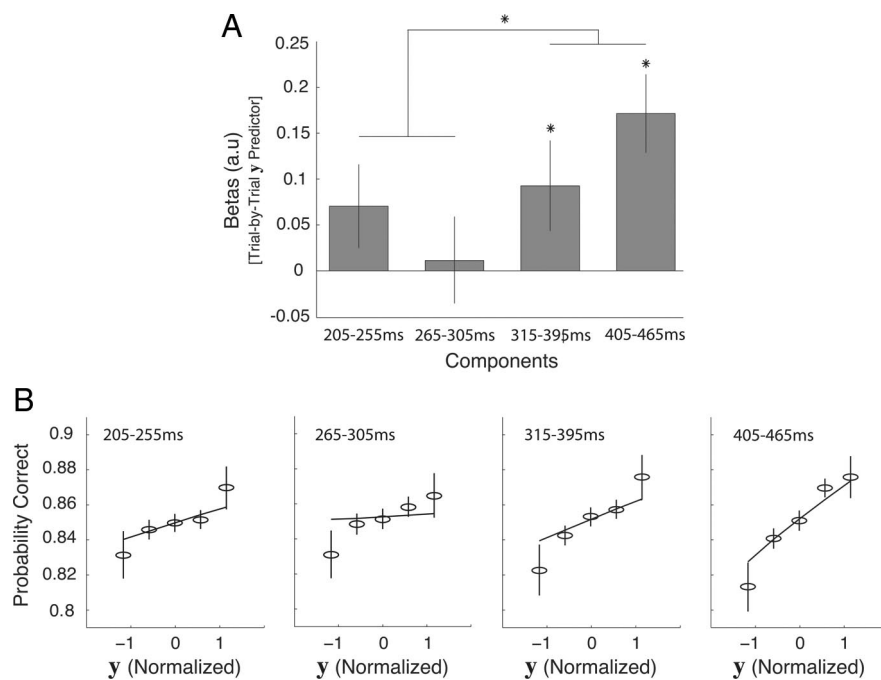 A
*
0.25
0.2
0.15
0.1
0.05
0
-0.05
Betas (a.u)
[Trial-by-Trial y Predictor]
*
*
205-255ms 265-305ms 315-395ms 405-465ms
Components
B
Probability Correct
0.9
0.88
0.86
0.84
0.82
0.8
205-255ms
265-305ms
315-395ms
405-465ms
−1 0 1
−1 0 1
−1 0 1
−1 0 1
y (Normalized)
y (Normalized)
y (Normalized)
y (Normalized)